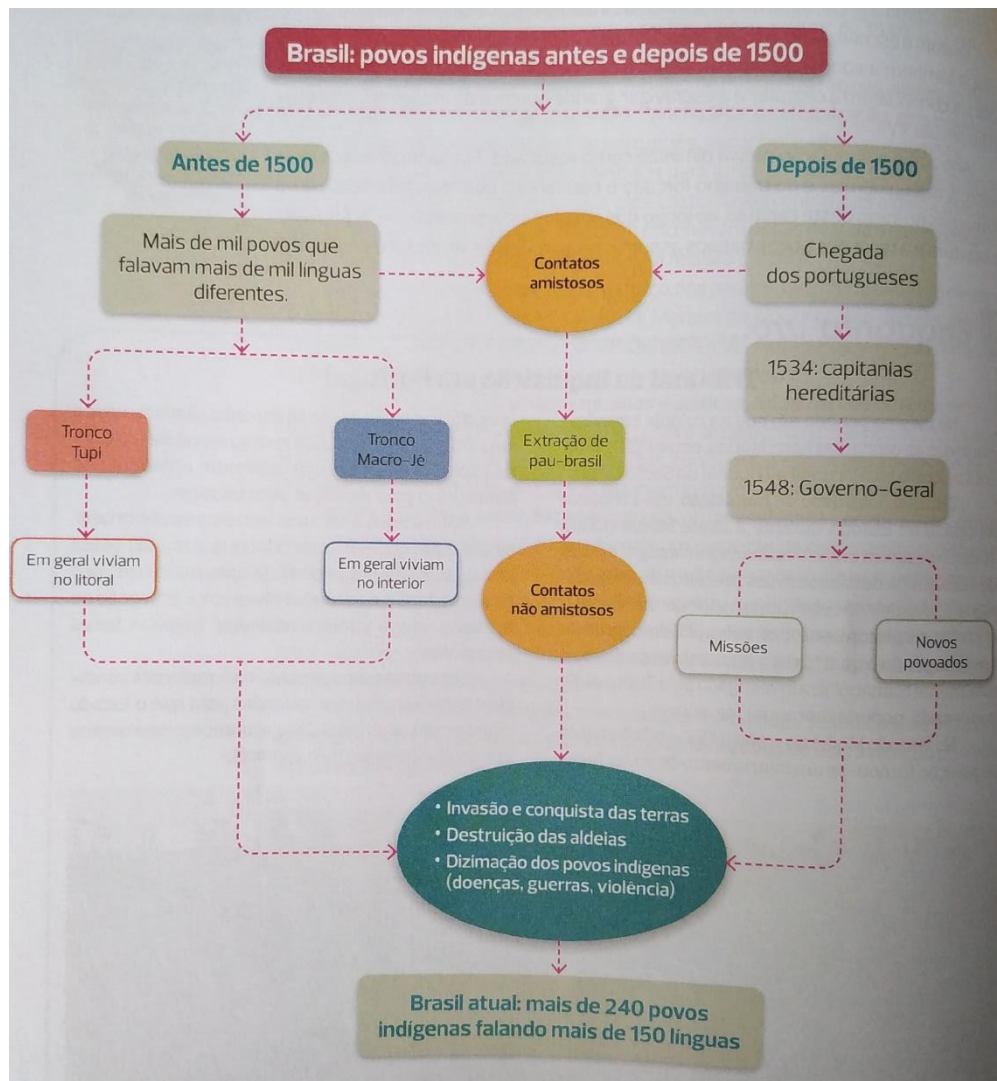 Brasil: povos indígenas antes e depois de 1500
Antes de 1500
Depois de 1500
Mais de mil povos que
falavam mais de mil línguas
diferentes.
Contatos
amistosos
Chegada
dos portugueses
1534: capitanias
hereditárias
Tronco
Tupi
Tronco
Macro-Jê
Extração de
pau-brasil
1548: Governo-Geral
Em geral viviam
no litoral
Em geral viviam
no interior
Contatos
não amistosos
Missões
Novos
povoados
• Invasão e conquista das terras
• Destruição das aldeias
• Dizimação dos povos indígenas
(doenças, guerras, violência)
Brasil atual: mais de 240 povos
indígenas falando mais de 150 línguas